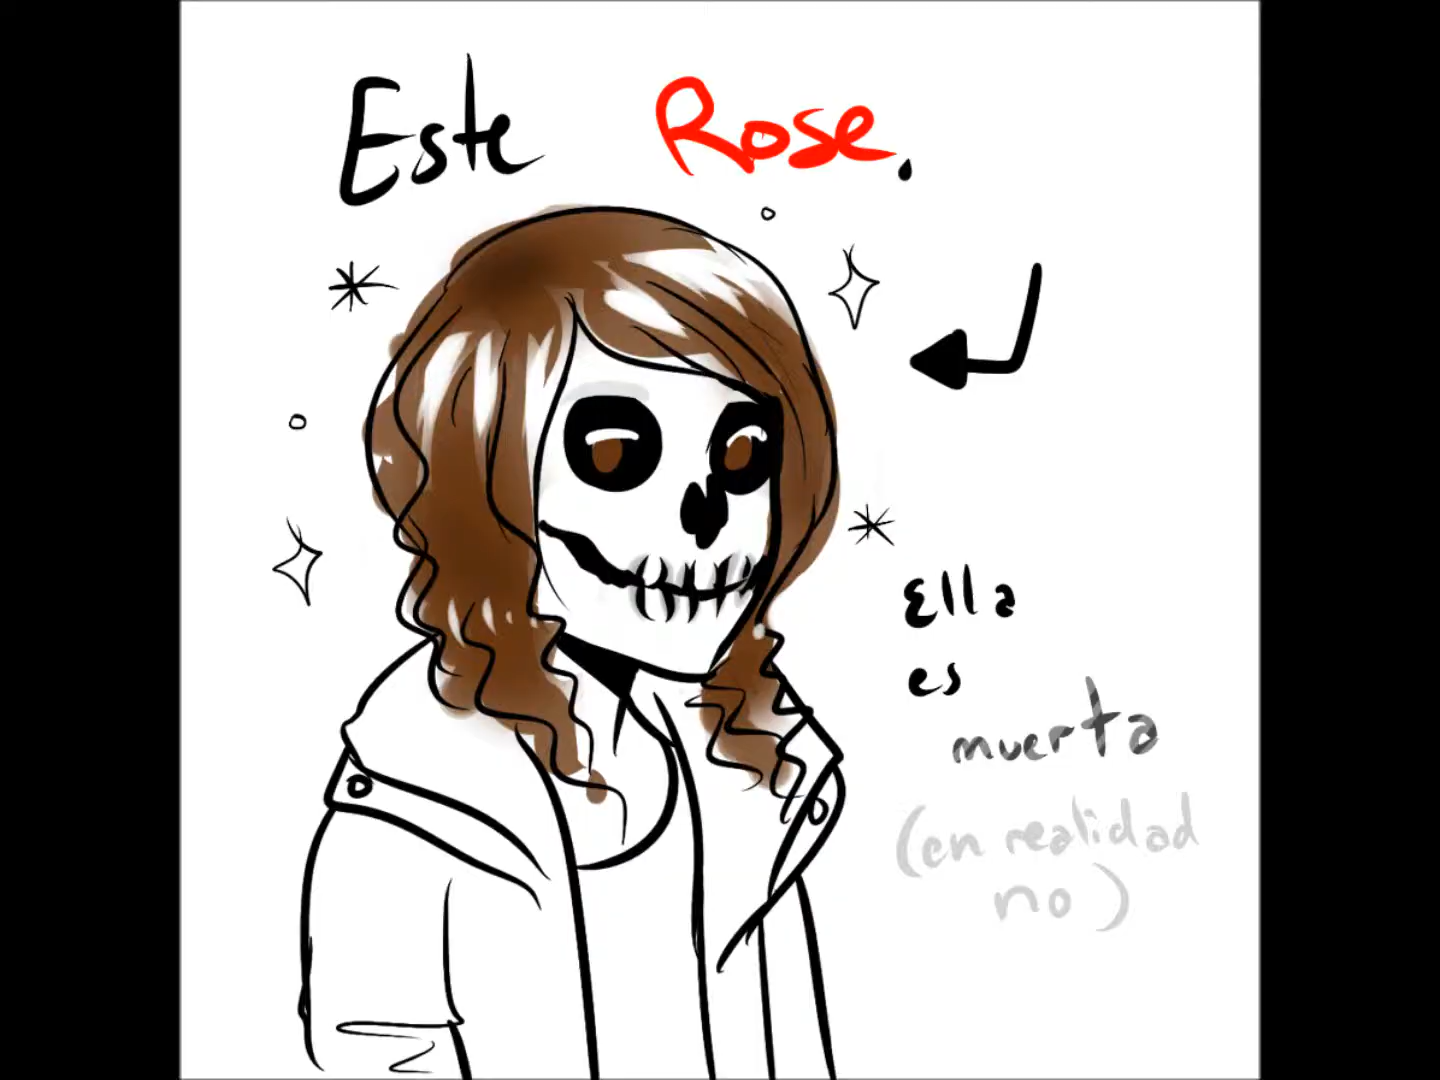 Este Rose.
Ella
es
muerta
(en realidad
no)